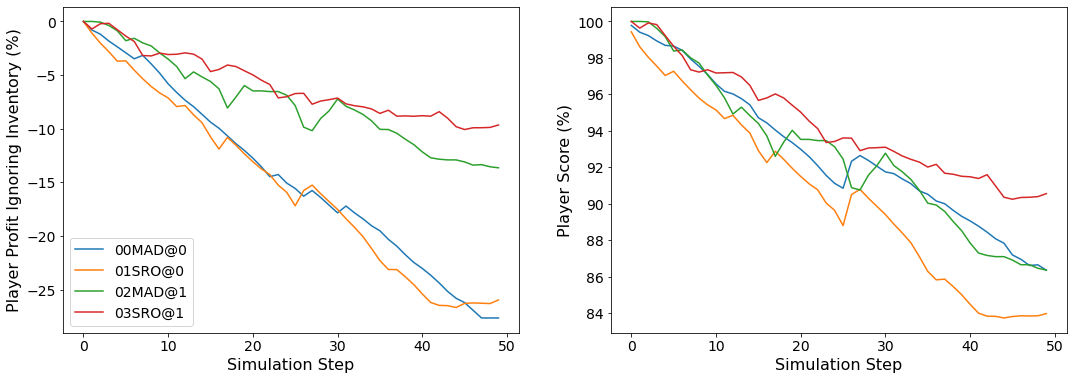 Player Profit Ignoring Inventory (%)
0
−5
−10
−15
−20
−25
00MAD@0
01SRO@0
02MAD@1
03SRO@1
0 10 20 30 40 50
Simulation Step
Player Score (%)
100
98
96
94
92
90
88
86
84
0 10 20 30 40 50
Simulation Step